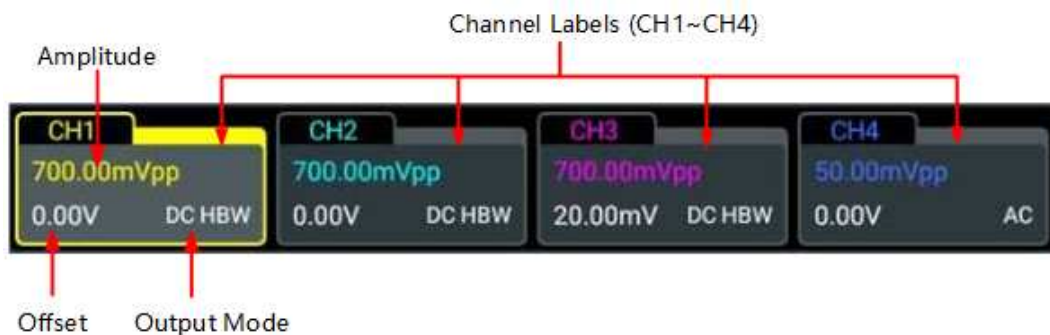 Channel Labels (CH1~CH4)
Amplitude
CH1 CH2 CH3 CH4
700.00mVpp 700.00mVpp 700.00mVpp 50.00mVpp
0.00V DC HBW 0.00V DC HBW 20.00mV DC HBW 0.00V AC
Offset Output Mode